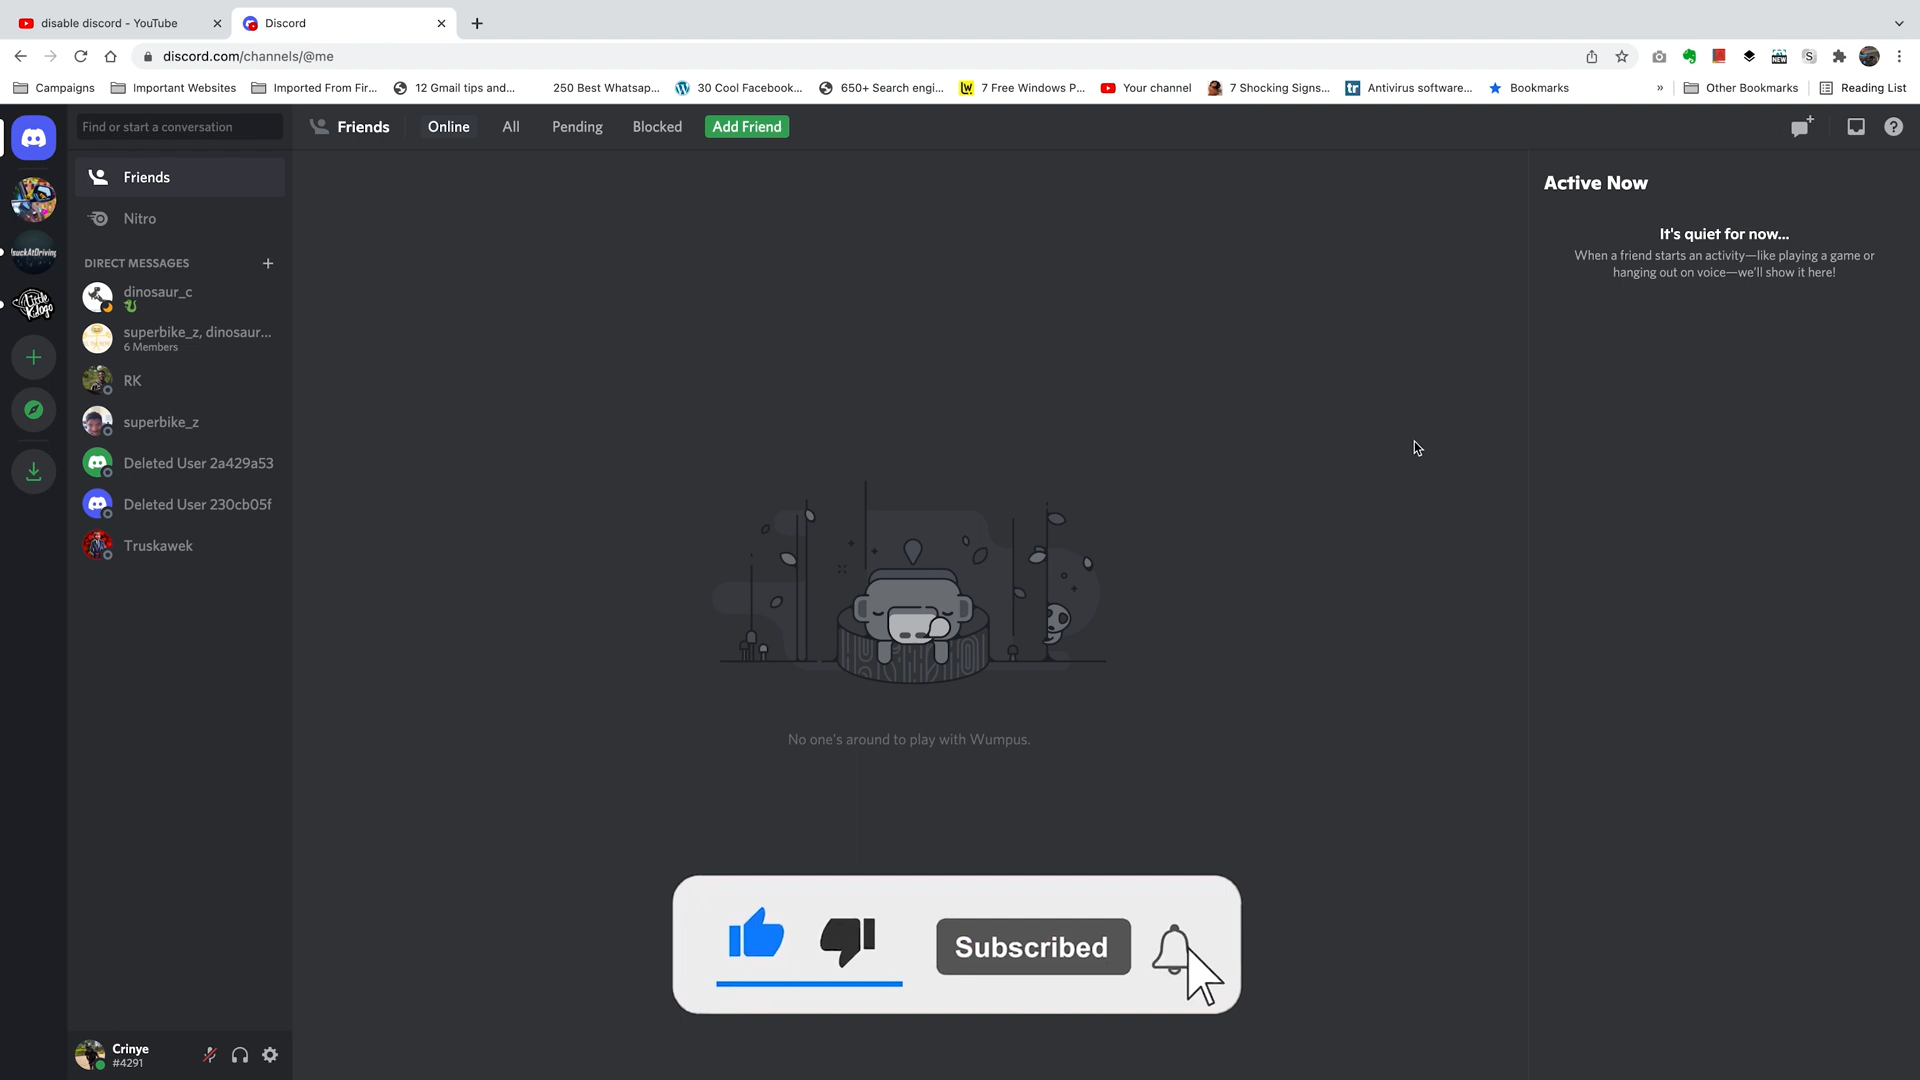 disable discord - YouTube
Discord
discord.com/channels/@me
Campaigns
Important Websites
Imported From Fir...
12 Gmail tips and...
250 Best Whatsap...
30 Cool Facebook...
650+ Search engi...
7 Free Windows P...
Your channel
7 Shocking Signs...
Antivirus software...
Bookmarks
»
Other Bookmarks
Reading List
Find or start a conversation
Friends
Online
All
Pending
Blocked
Add Friend
Friends
Nitro
DIRECT MESSAGES
dinosaur_c
superbike_z, dinosaur...
6 Members
RK
superbike_z
Deleted User 2a429a53
Deleted User 230cb05f
Truskawek
Active Now
It's quiet for now...
When a friend starts an activity—like playing a game or
hanging out on voice—we'll show it here!
No one's around to play with Wumpus.
Subscribed
Crinye
#4291